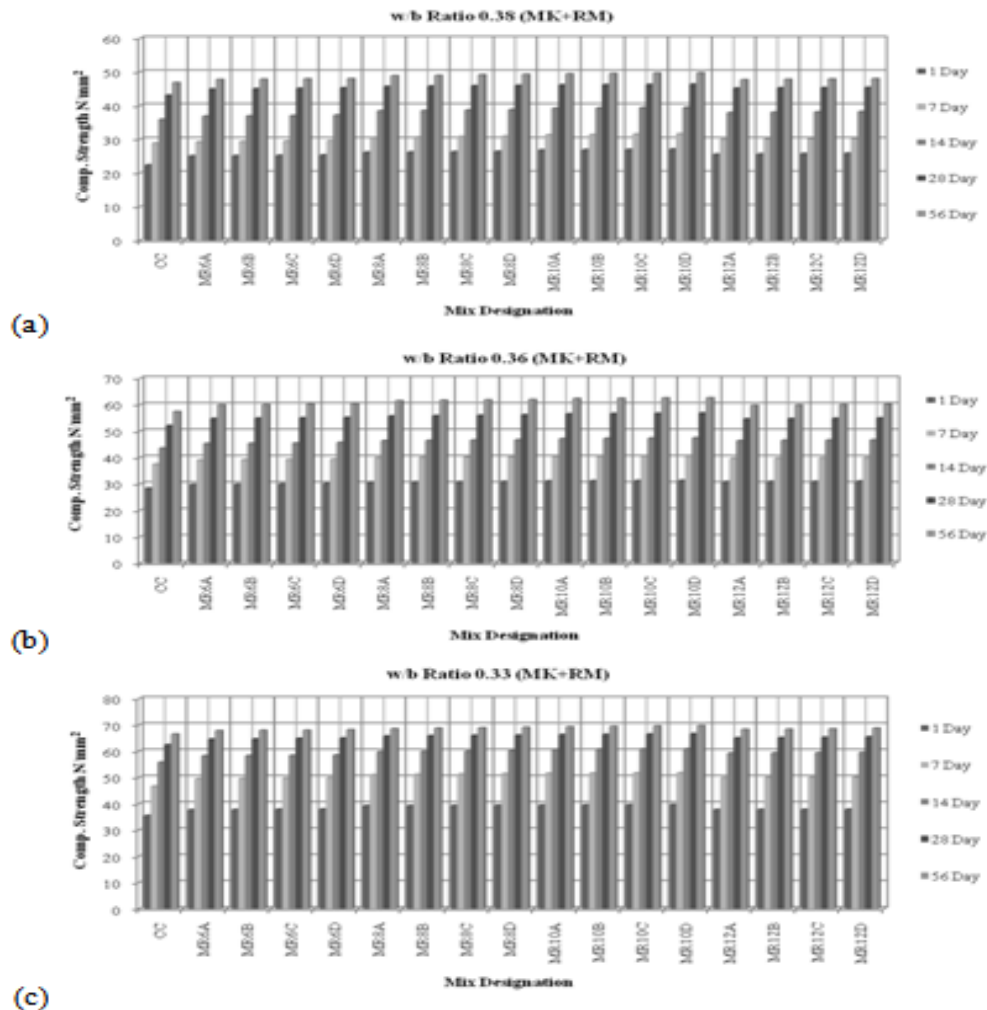 w/b Ratio 0.38 (MK+RM)
Comp. Strength N/mm²
60
50
40
30
20
10
0
CC MR6A MR6B MR6C MR6D MR8A MR8B MR8C MR8D MR10A MR10B MR10C MR10D MR12A MR12B MR12C MR12D
Mix Designation
1 Day
7 Day
14 Day
28 Day
56 Day
(a)
w/b Ratio 0.36 (MK+RM)
Comp. Strength N/mm²
70
60
50
40
30
20
10
0
CC MR6A MR6B MR6C MR6D MR8A MR8B MR8C MR8D MR10A MR10B MR10C MR10D MR12A MR12B MR12C MR12D
Mix Designation
1 Day
7 Day
14 Day
28 Day
56 Day
(b)
w/b Ratio 0.33 (MK+RM)
Comp. Strength N/mm²
80
70
60
50
40
30
20
10
0
CC MR6A MR6B MR6C MR6D MR8A MR8B MR8C MR8D MR10A MR10B MR10C MR10D MR12A MR12B MR12C MR12D
Mix Designation
1 Day
7 Day
14 Day
28 Day
56 Day
(c)